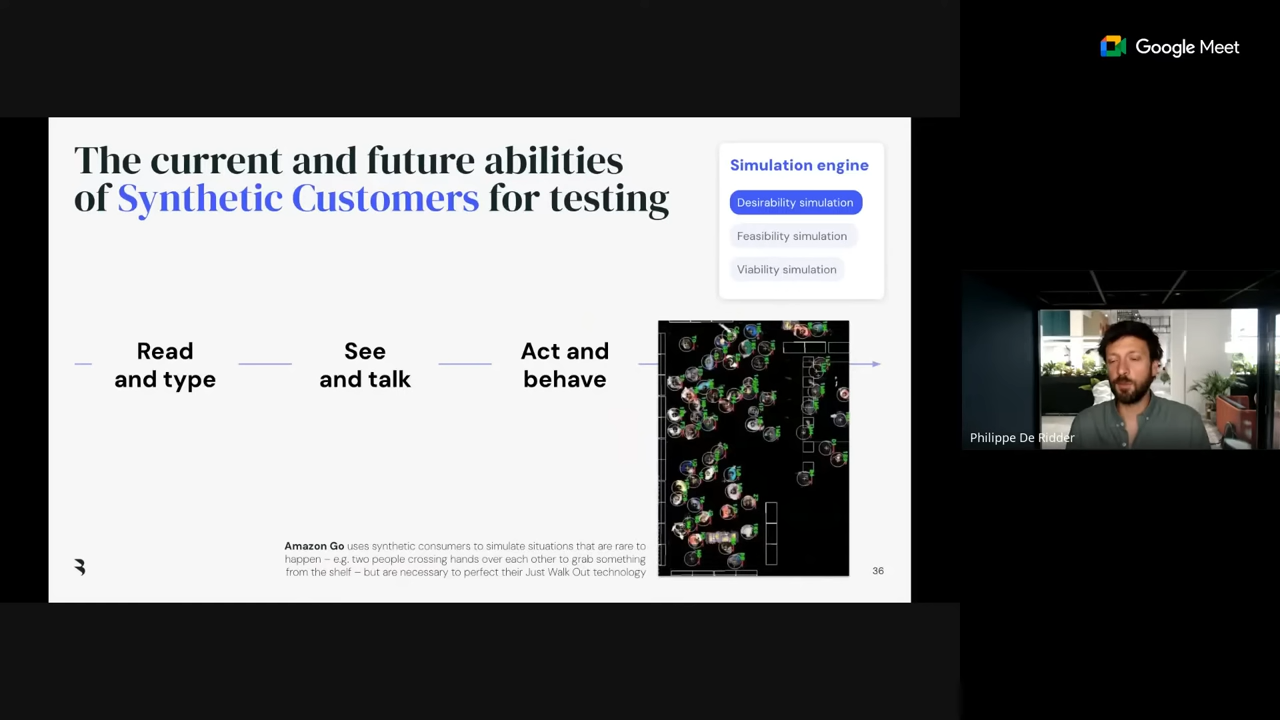 Google Meet
The current and future abilities
of Synthetic Customers for testing
Simulation engine
Desirability simulation
Feasibility simulation
Viability simulation
Read
and type
See
and talk
Act and
behave
Amazon Go uses synthetic consumers to simulate situations that are rare to
happen – e.g. two people crossing hands over each other to grab something
from the shelf – but are necessary to perfect their Just Walk Out technology
36
Philippe De Ridder